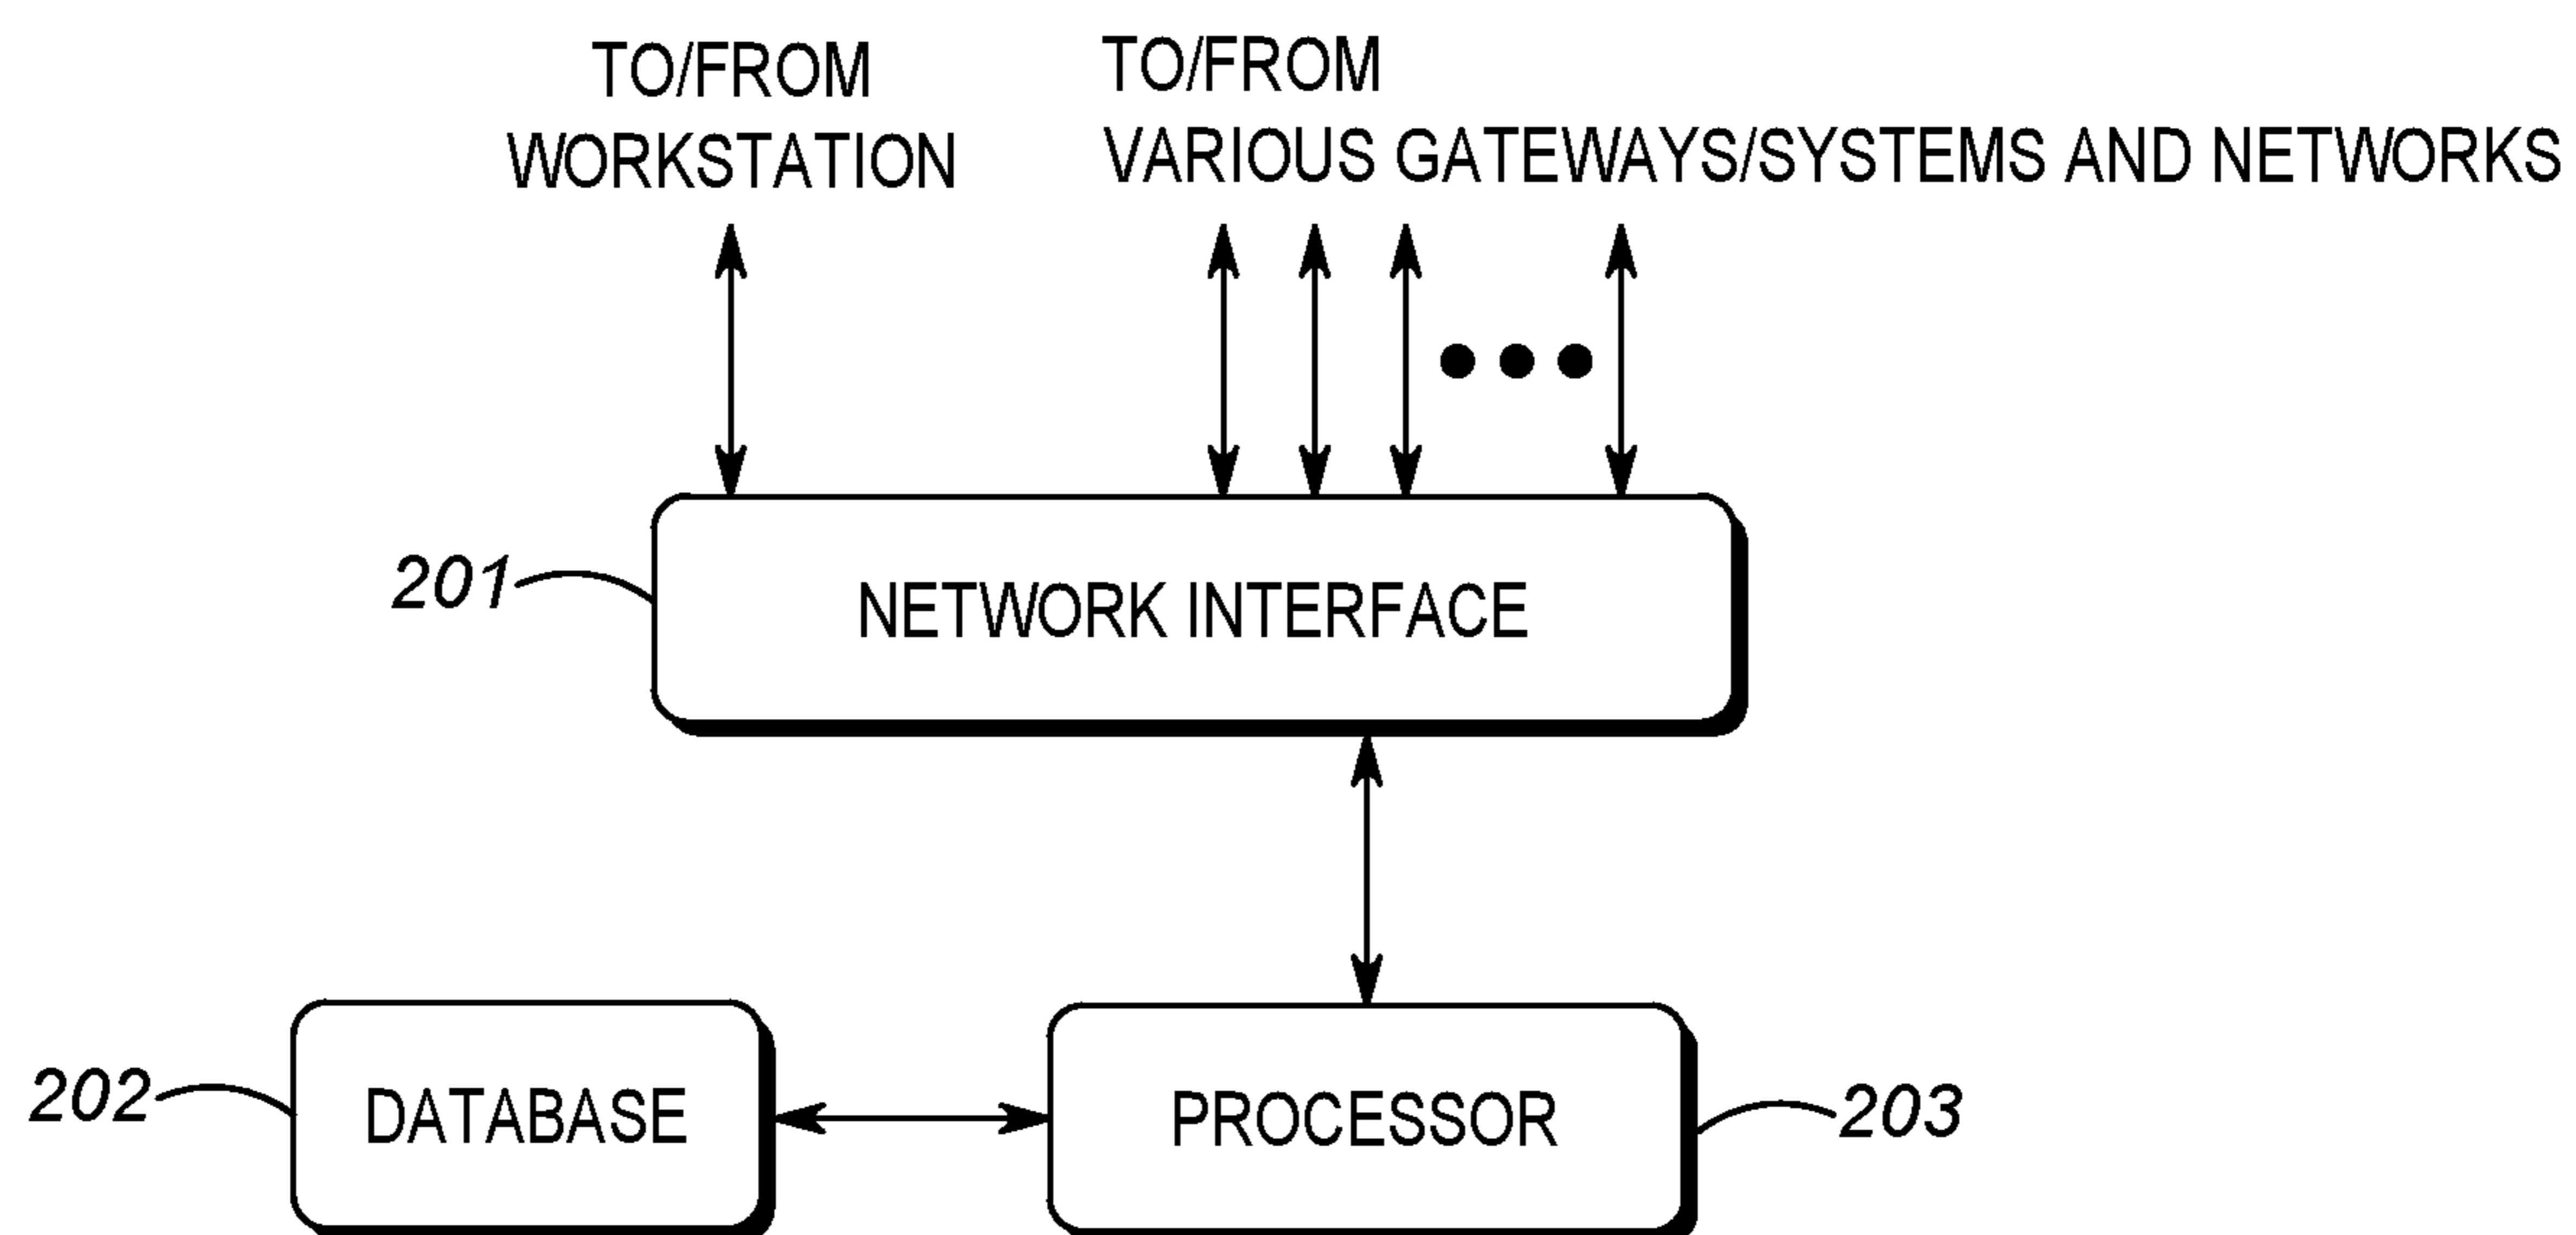 TO/FROM
WORKSTATION
TO/FROM
VARIOUS GATEWAYS/SYSTEMS AND NETWORKS
201
NETWORK INTERFACE
202
DATABASE
PROCESSOR
203